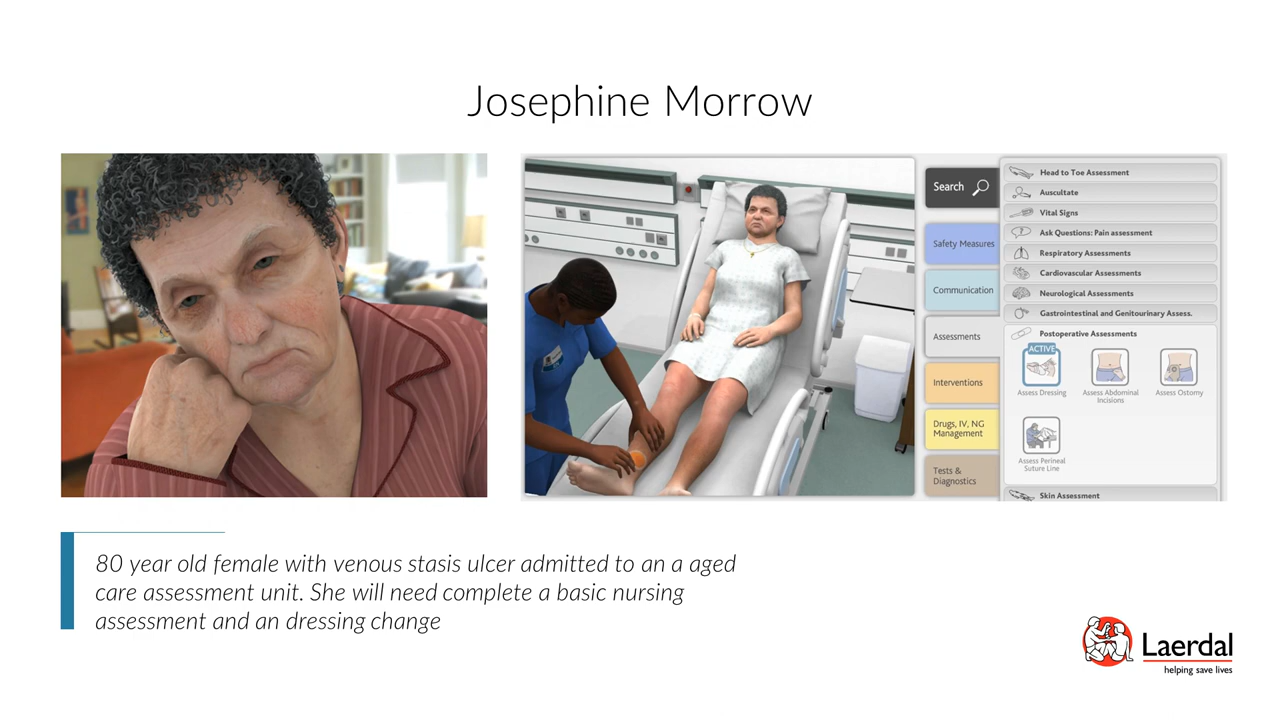 Josephine Morrow
Search
Safety Measures
Communication
Assessments
Interventions
Drugs, IV, NG
Management
Tests &
Diagnostics
Head to Toe Assessment
Auscultate
Vital Signs
Ask Questions: Pain assessment
Respiratory Assessments
Cardiovascular Assessments
Neurological Assessments
Gastrointestinal and Genitourinary Assess.
Postoperative Assessments
ACTIVE
Assess Dressing
Assess Abdominal
Incisions
Assess Ostomy
Assess Perineal
Suture Line
Skin Assessment
80 year old female with venous stasis ulcer admitted to an a aged
care assessment unit. She will need complete a basic nursing
assessment and an dressing change
Laerdal
helping save lives